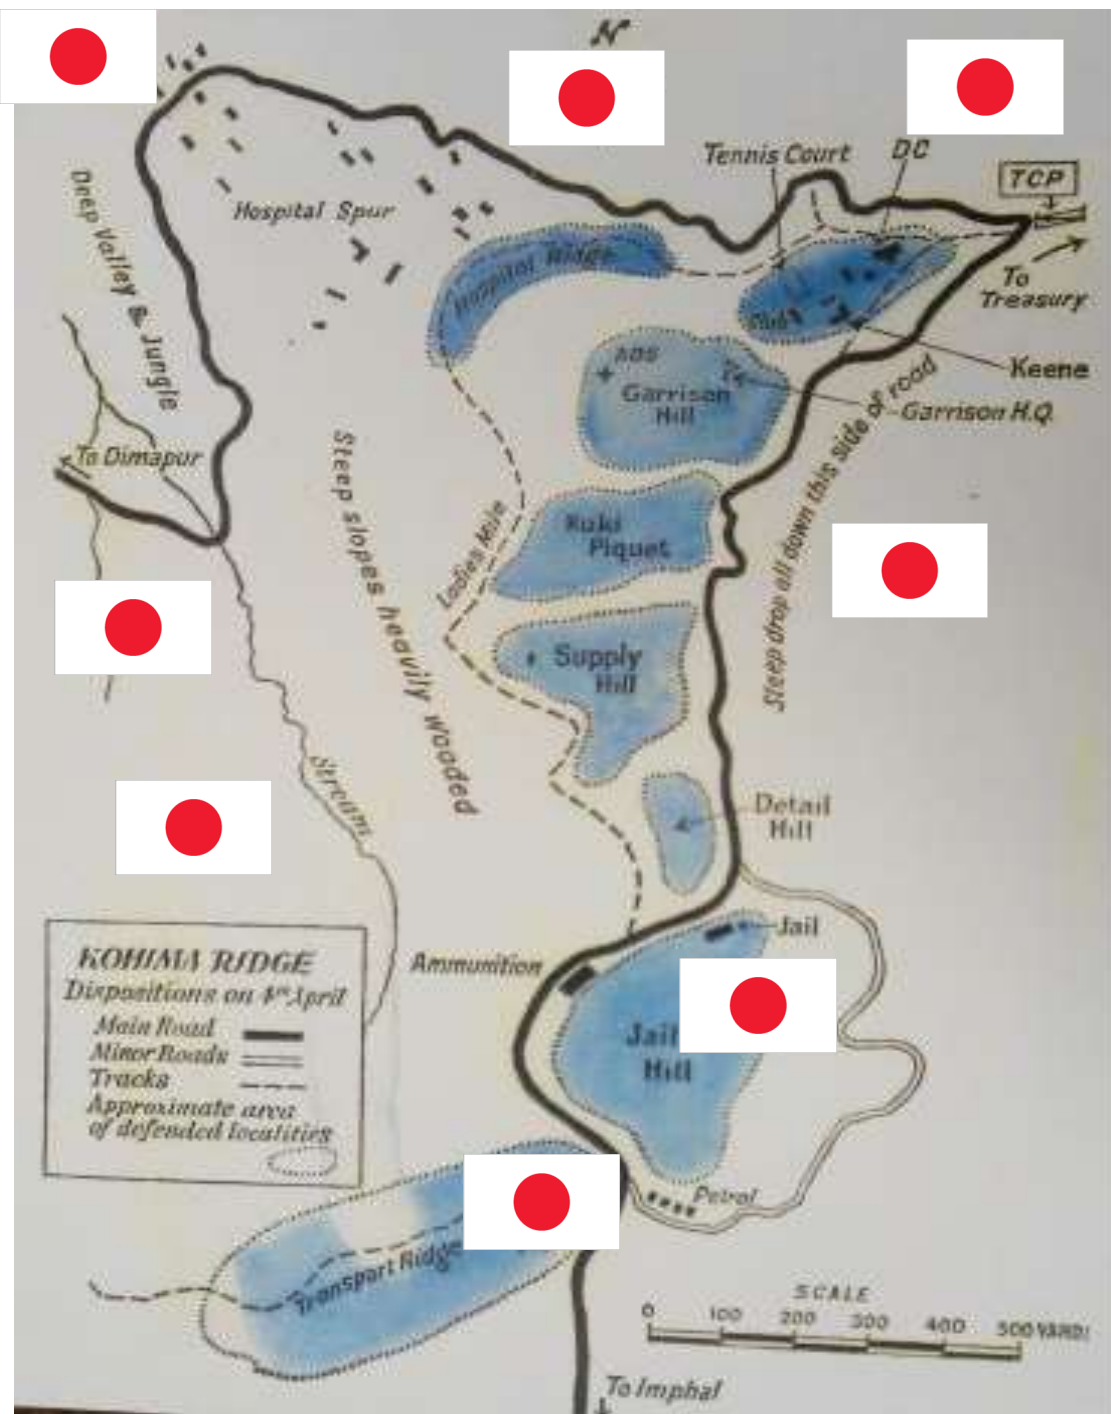 N
Tennis Court
DC
TCP
Hospital Spur
Hospital Ridge
To
Treasury
Deep Valley & Jungle
Club
Keene
ADS
Garrison
Hill
Garrison H.Q.
To Dimapur
Steep slopes heavily wooded
Ladies Mile
Kuki
Piquet
Steep drop all down this side of road
Supply
Hill
Stream
Detail
Hill
Jail
Ammunition
Jail
Hill
KOHIMA RIDGE
Dispositions on 4th April
Main Road
Minor Roads
Tracks
Approximate area
of defended localities
Petrol
Transport Ridge
SCALE
0 100 200 300 400 500 YARDS
To Imphal